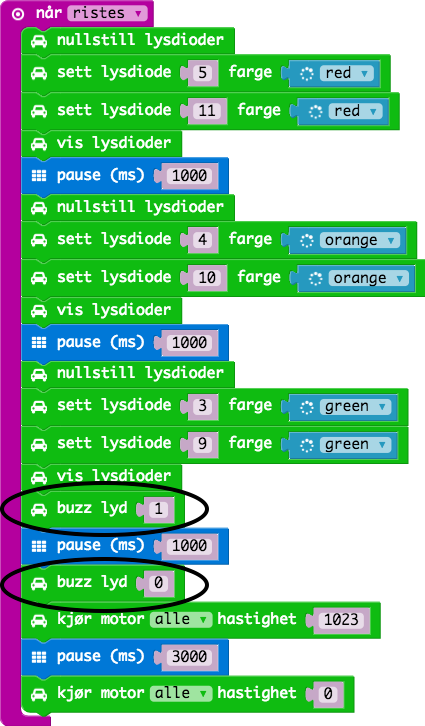 når ristes
nullstill lysdioder
sett lysdiode 5 farge red
sett lysdiode 11 farge red
vis lysdioder
pause (ms) 1000
nullstill lysdioder
sett lysdiode 4 farge orange
sett lysdiode 10 farge orange
vis lysdioder
pause (ms) 1000
nullstill lysdioder
sett lysdiode 3 farge green
sett lysdiode 9 farge green
vis lysdioder
buzz lyd 1
pause (ms) 1000
buzz lyd 0
kjør motor alle hastighet 1023
pause (ms) 3000
kjør motor alle hastighet 0